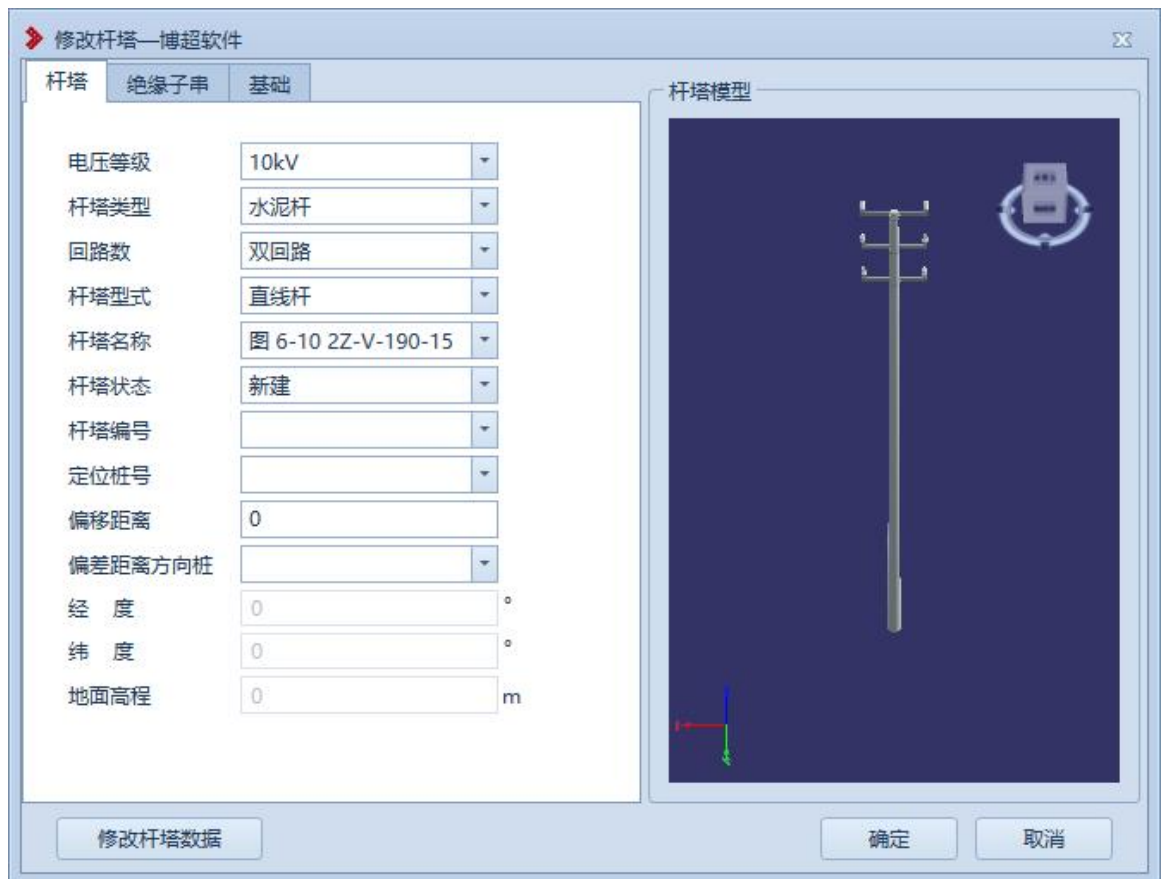 修改杆塔—博超软件
杆塔 绝缘子串 基础
杆塔模型
电压等级 10kV
杆塔类型 水泥杆
回路数 双回路
杆塔型式 直线杆
杆塔名称 图 6-10 2Z-V-190-15
杆塔状态 新建
杆塔编号
定位桩号
偏移距离 0
偏差距离方向桩
经 度 0 °
纬 度 0 °
地面高程 0 m
修改杆塔数据 确定 取消